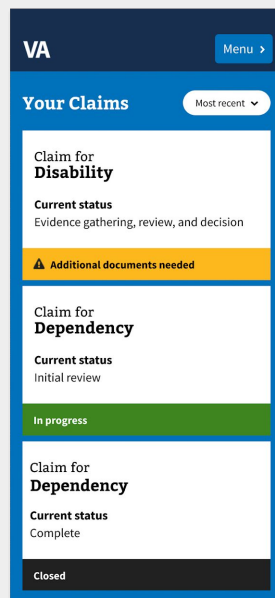 VA
Menu
Your Claims
Most recent
Claim for
Disability
Current status
Evidence gathering, review, and decision
Additional documents needed
Claim for
Dependency
Current status
Initial review
In progress
Claim for
Dependency
Current status
Complete
Closed